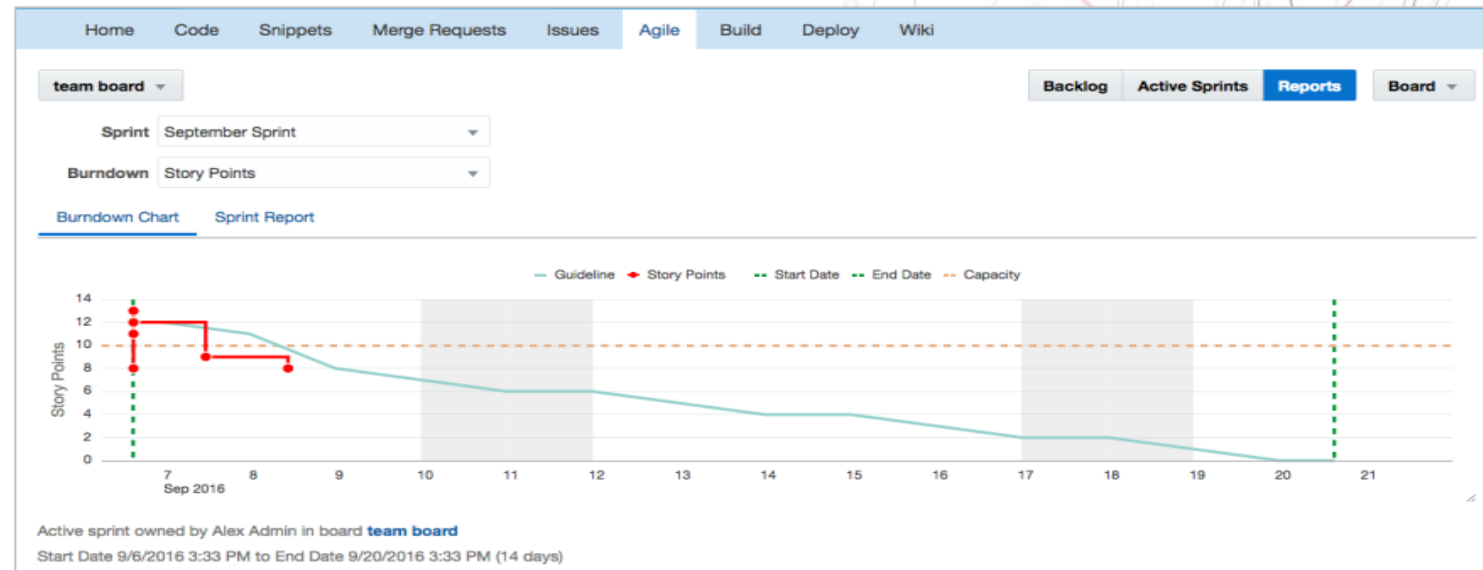 Home Code Snippets Merge Requests Issues Agile Build Deploy Wiki
team board Backlog Active Sprints Reports Board
Sprint September Sprint
Burndown Story Points
Burndown Chart Sprint Report
Guideline Story Points Start Date End Date Capacity
Story Points
14
12
10
8
6
4
2
0
7 8 9 10 11 12 13 14 15 16 17 18 19 20 21
Sep 2016
Active sprint owned by Alex Admin in board team board
Start Date 9/6/2016 3:33 PM to End Date 9/20/2016 3:33 PM (14 days)